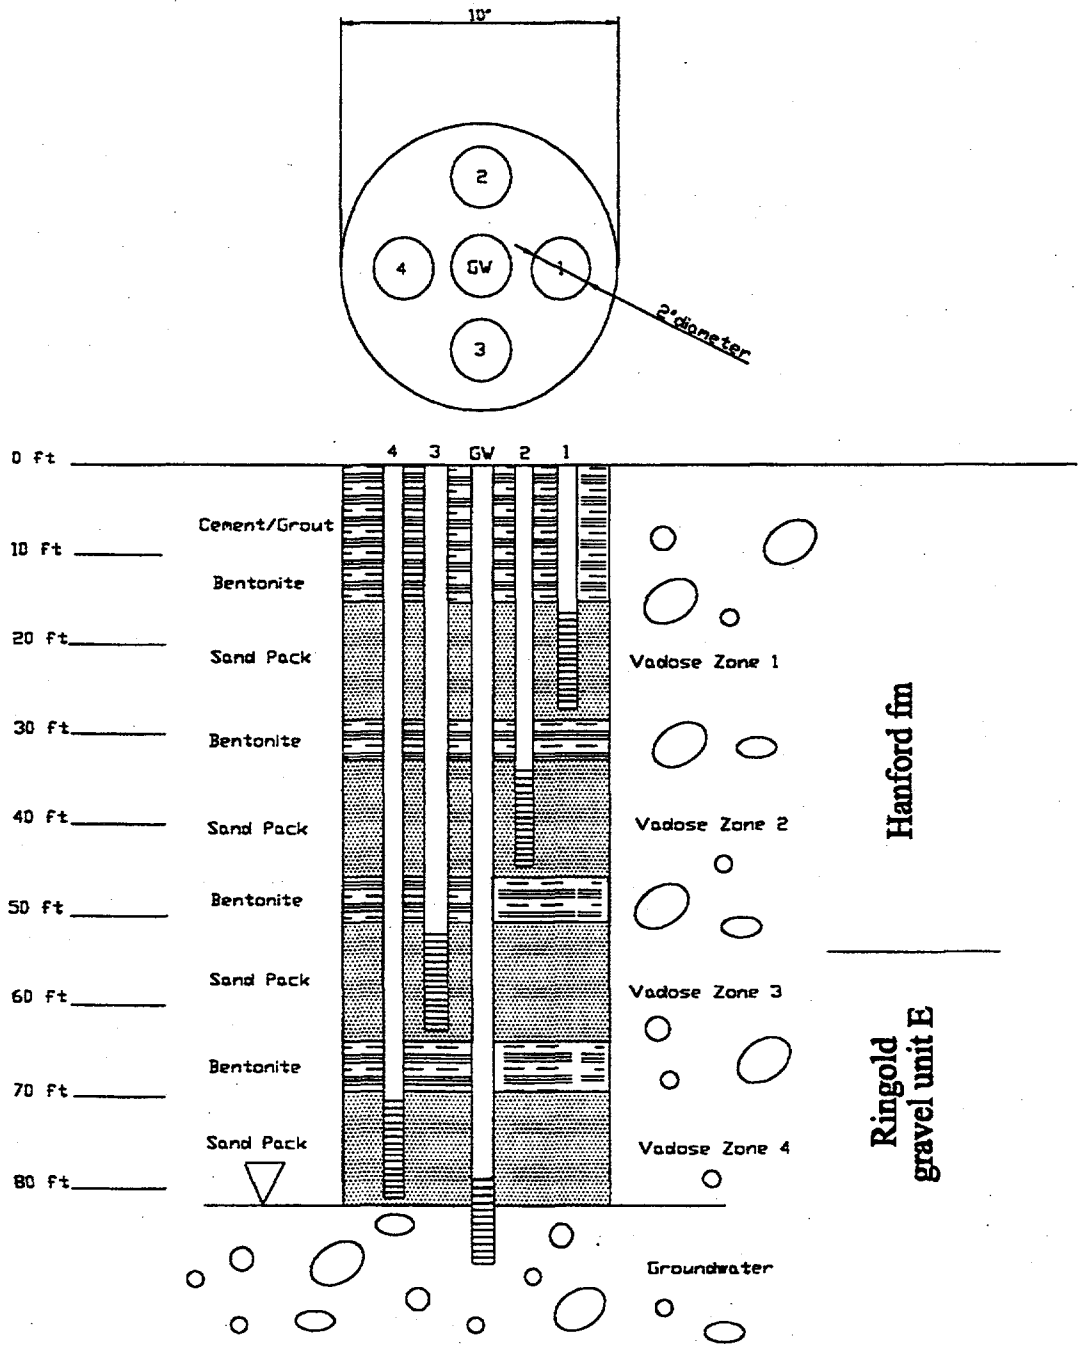 10"
2
4 GW 1
3
2"diameter
4 3 GW 2 1
0 ft
Cement/Grout
10 ft
Bentonite
20 ft
Sand Pack
Vadose Zone 1
30 ft
Bentonite
40 ft
Sand Pack
Vadose Zone 2
Hanford fm
Bentonite
50 ft
Sand Pack
60 ft
Vadose Zone 3
Bentonite
70 ft
Ringold
gravel unit E
Sand Pack
Vadose Zone 4
80 ft
Groundwater